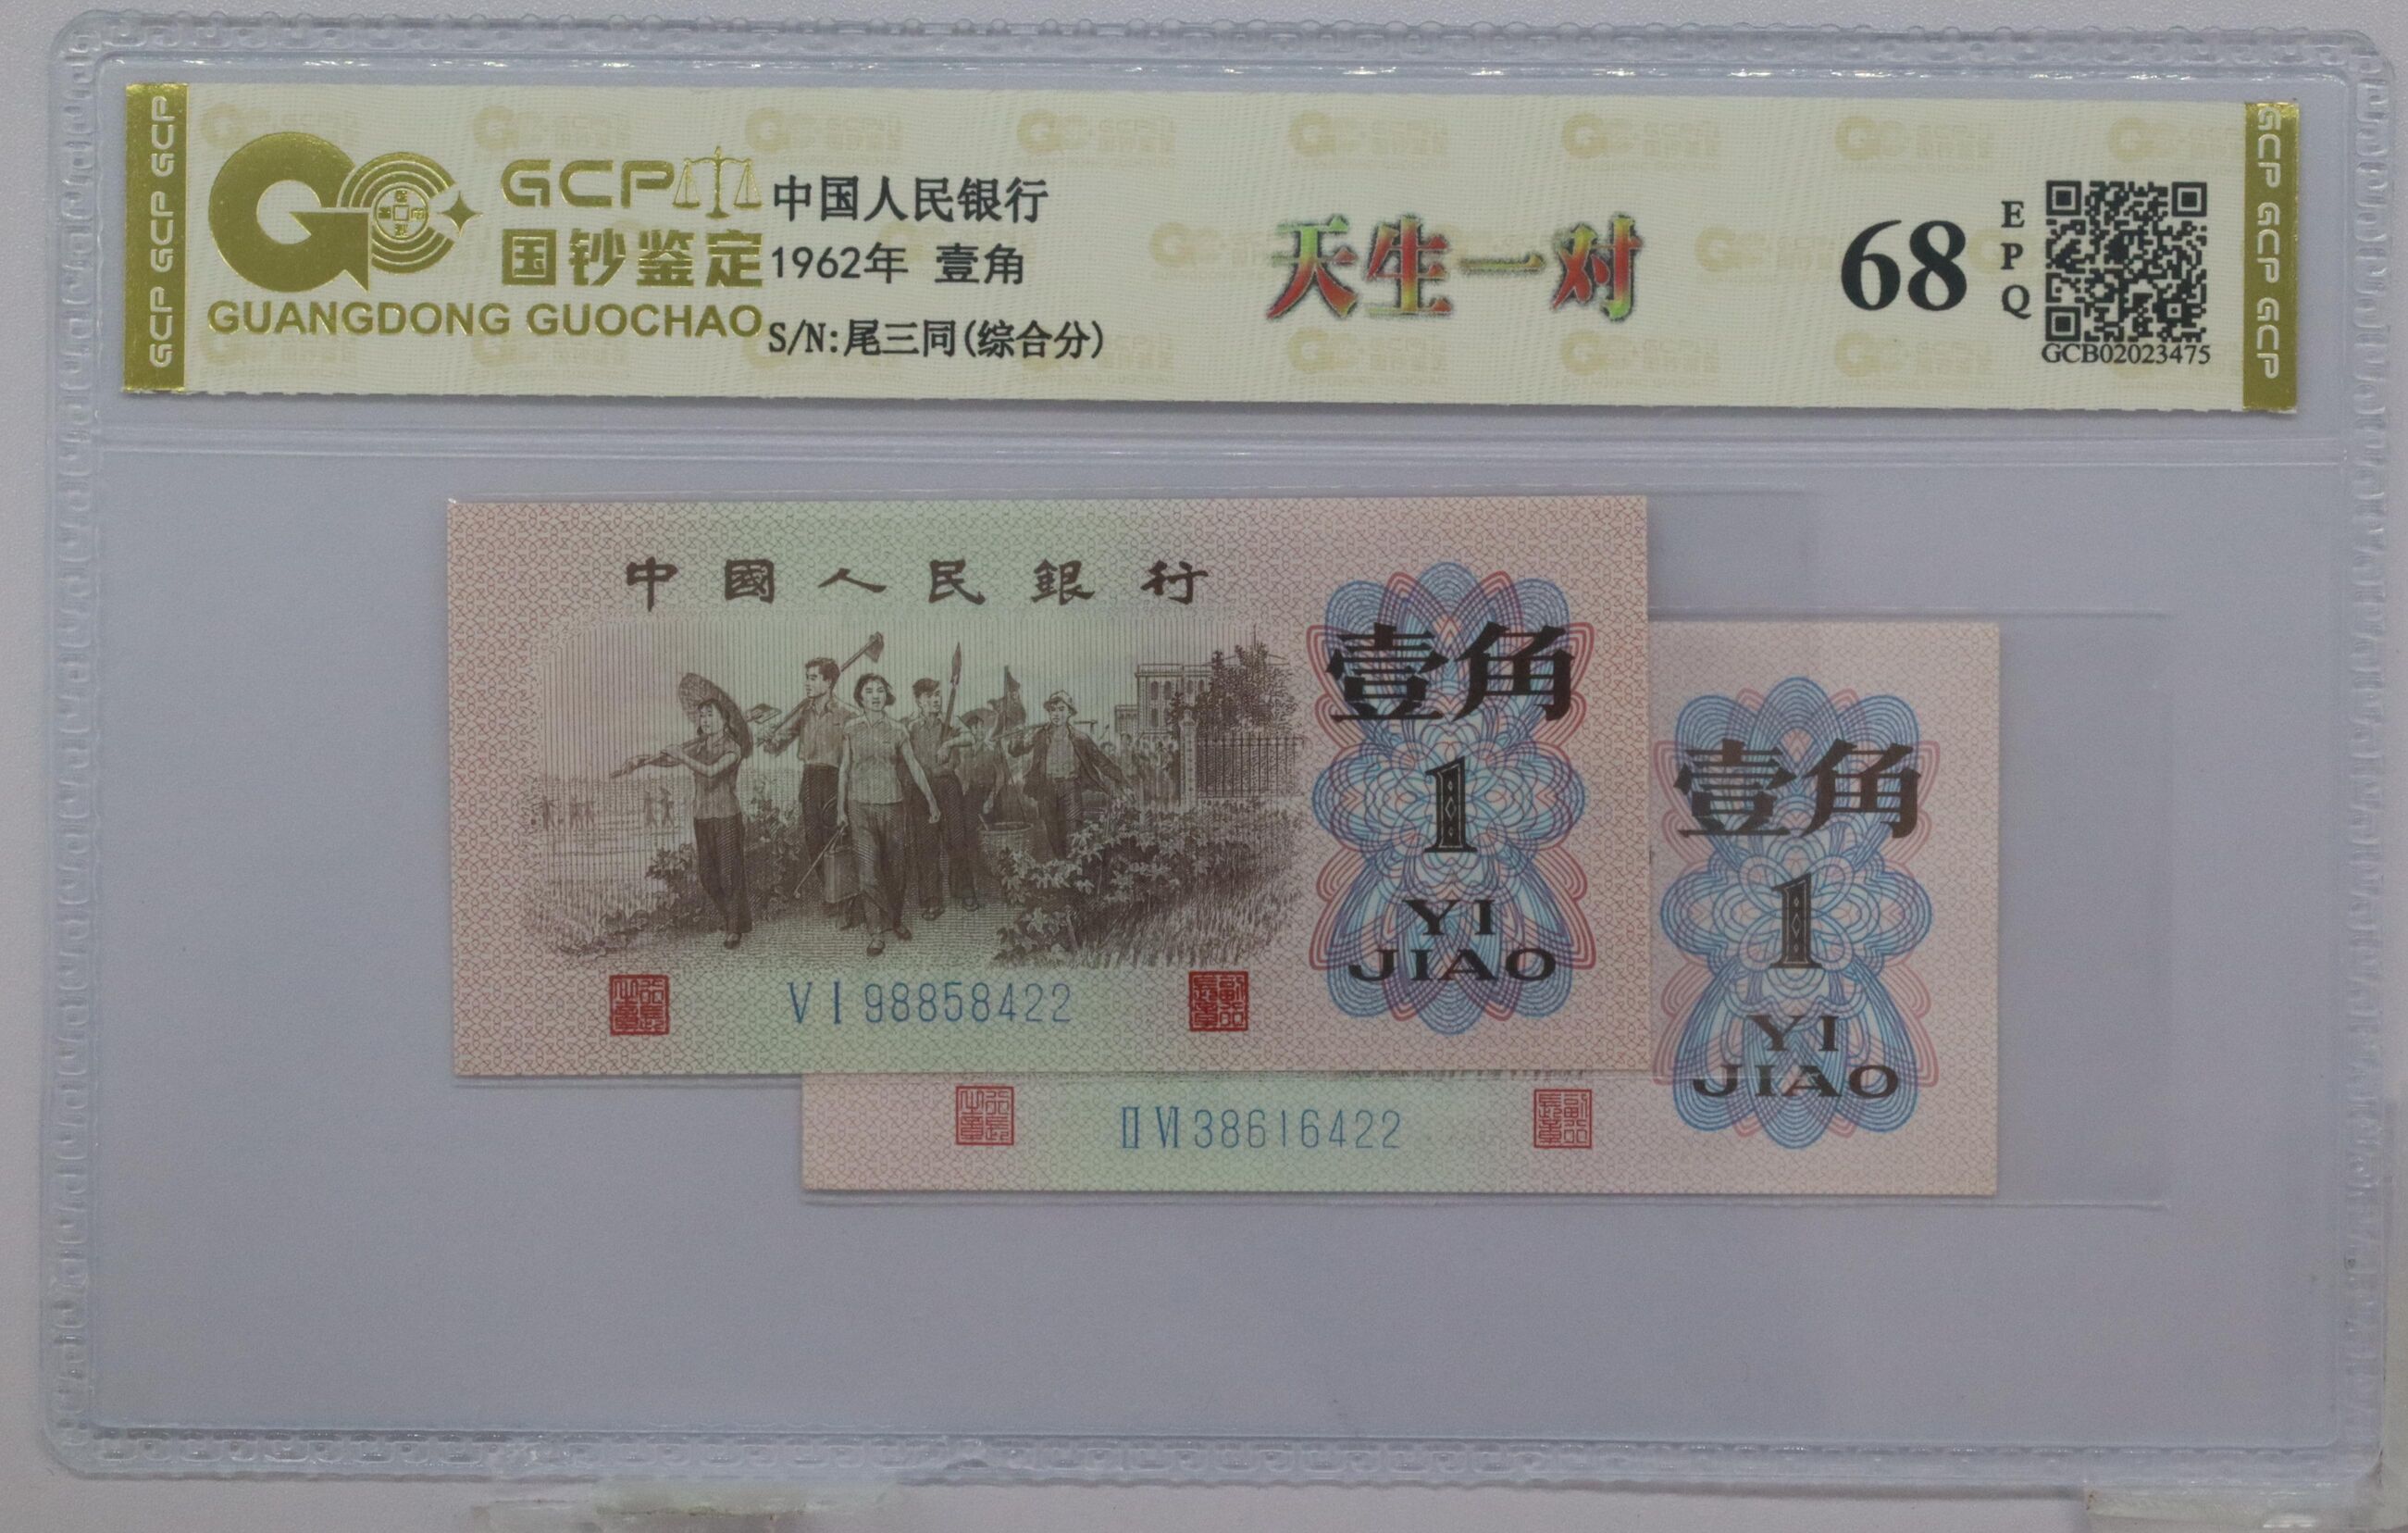 GCP GCP GCP
GCP
国钞鉴定
GUANGDONG GUOCHAO
中国人民银行
1962年 壹角
S/N:尾三同(综合分)
天生一对
68
EPQ
GCB02023475
GCP GCP GCP
中國人民銀行
壹角
1
YI
JIAO
V I 98858422
壹角
1
YI
JIAO
II VI 38616422